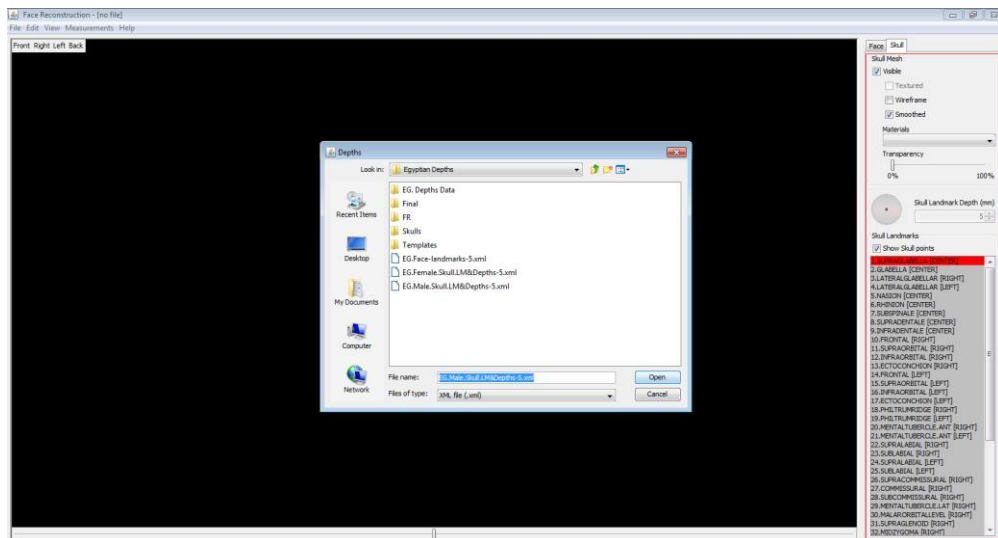 Face Reconstruction - [no file]
File Edit View Measurements Help
Front Right Left Back
Face Skull
Skull Mesh
Visible
Textured
Wireframe
Smoothed
Materials
Transparency
0% 100%
Skull Landmark Depth (mm)
5
Skull Landmarks
Show Skull points
1.SUPRAGLABELLA [CENTER]
2.GLABELLA [CENTER]
3.LATERALGLABELLAR [RIGHT]
4.LATERALGLABELLAR [LEFT]
5.NASION [CENTER]
6.RHINION [CENTER]
7.SUBSPINALE [CENTER]
8.SUPRADENTALE [CENTER]
9.INFRADENTALE [CENTER]
10.FRONTAL [RIGHT]
11.SUPRAORBITAL [RIGHT]
12.INFRAORBITAL [RIGHT]
13.ECTOCONCHION [RIGHT]
14.FRONTAL [LEFT]
15.SUPRAORBITAL [LEFT]
16.INFRAORBITAL [LEFT]
17.ECTOCONCHION [LEFT]
18.PHILTRUMRIDGE [RIGHT]
19.PHILTRUMRIDGE [LEFT]
20.MENTALTUBERCLE.ANT [RIGHT]
21.MENTALTUBERCLE.ANT [LEFT]
22.SUPRALABIAL [RIGHT]
23.SUBLABIAL [RIGHT]
24.SUPRALABIAL [LEFT]
25.SUBLABIAL [LEFT]
26.SUPRACOMMISSURAL [RIGHT]
27.COMMISSURAL [RIGHT]
28.SUBCOMMISSURAL [RIGHT]
29.MENTALTUBERCLE.LAT [RIGHT]
30.MALARORBITALLEVEL [RIGHT]
31.SUPRAGLENOID [RIGHT]
32.MIDZYGOMA [RIGHT]
Depths
Look in: Egyptian Depths
Recent Items
Desktop
My Documents
Computer
Network
EG. Depths Data
Final
FR
Skulls
Templates
EG.Face-landmarks-5.xml
EG.Female.Skull.LM&Depths-5.xml
EG.Male.Skull.LM&Depths-5.xml
File name: EG.Male.Skull.LM&Depths-5.xml Open
Files of type: XML file (.xml) Cancel